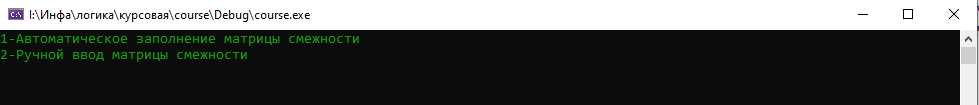 I:\Инфа\логика\курсовая\course\Debug\course.exe
1-Автоматическое заполнение матрицы смежности
2-Ручной ввод матрицы смежности